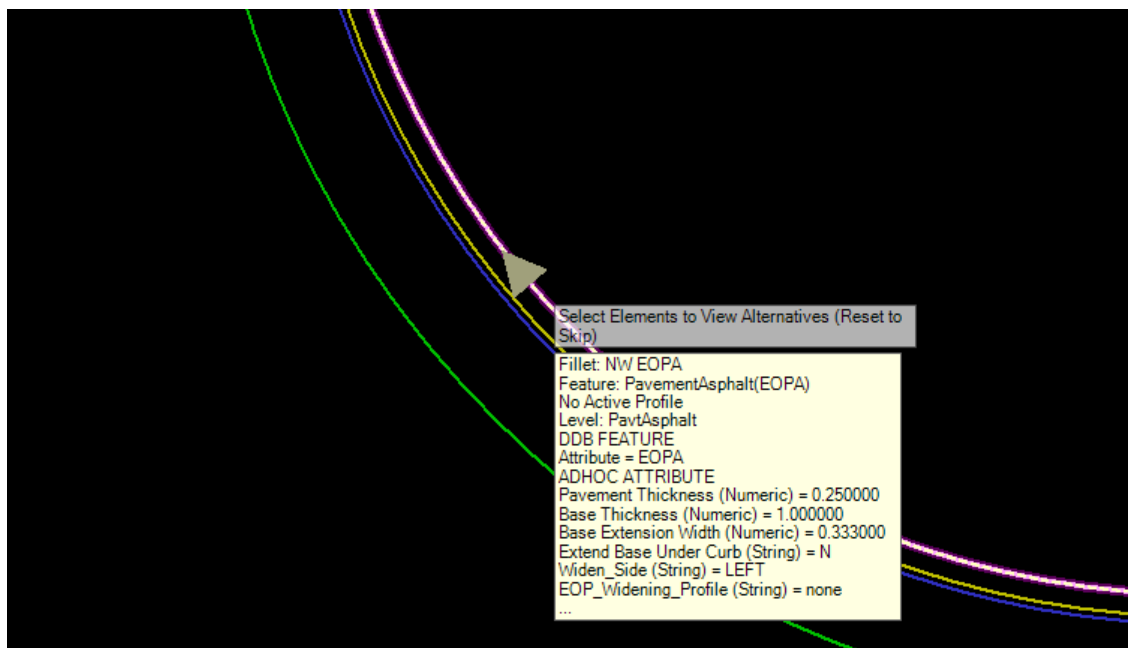 Select Elements to View Alternatives (Reset to
Skip)
Fillet: NW EOPA
Feature: PavementAsphalt(EOPA)
No Active Profile
Level: PavtAsphalt
DDB FEATURE
Attribute = EOPA
ADHOC ATTRIBUTE
Pavement Thickness (Numeric) = 0.250000
Base Thickness (Numeric) = 1.000000
Base Extension Width (Numeric) = 0.333000
Extend Base Under Curb (String) = N
Widen_Side (String) = LEFT
EOP_Widening_Profile (String) = none
...